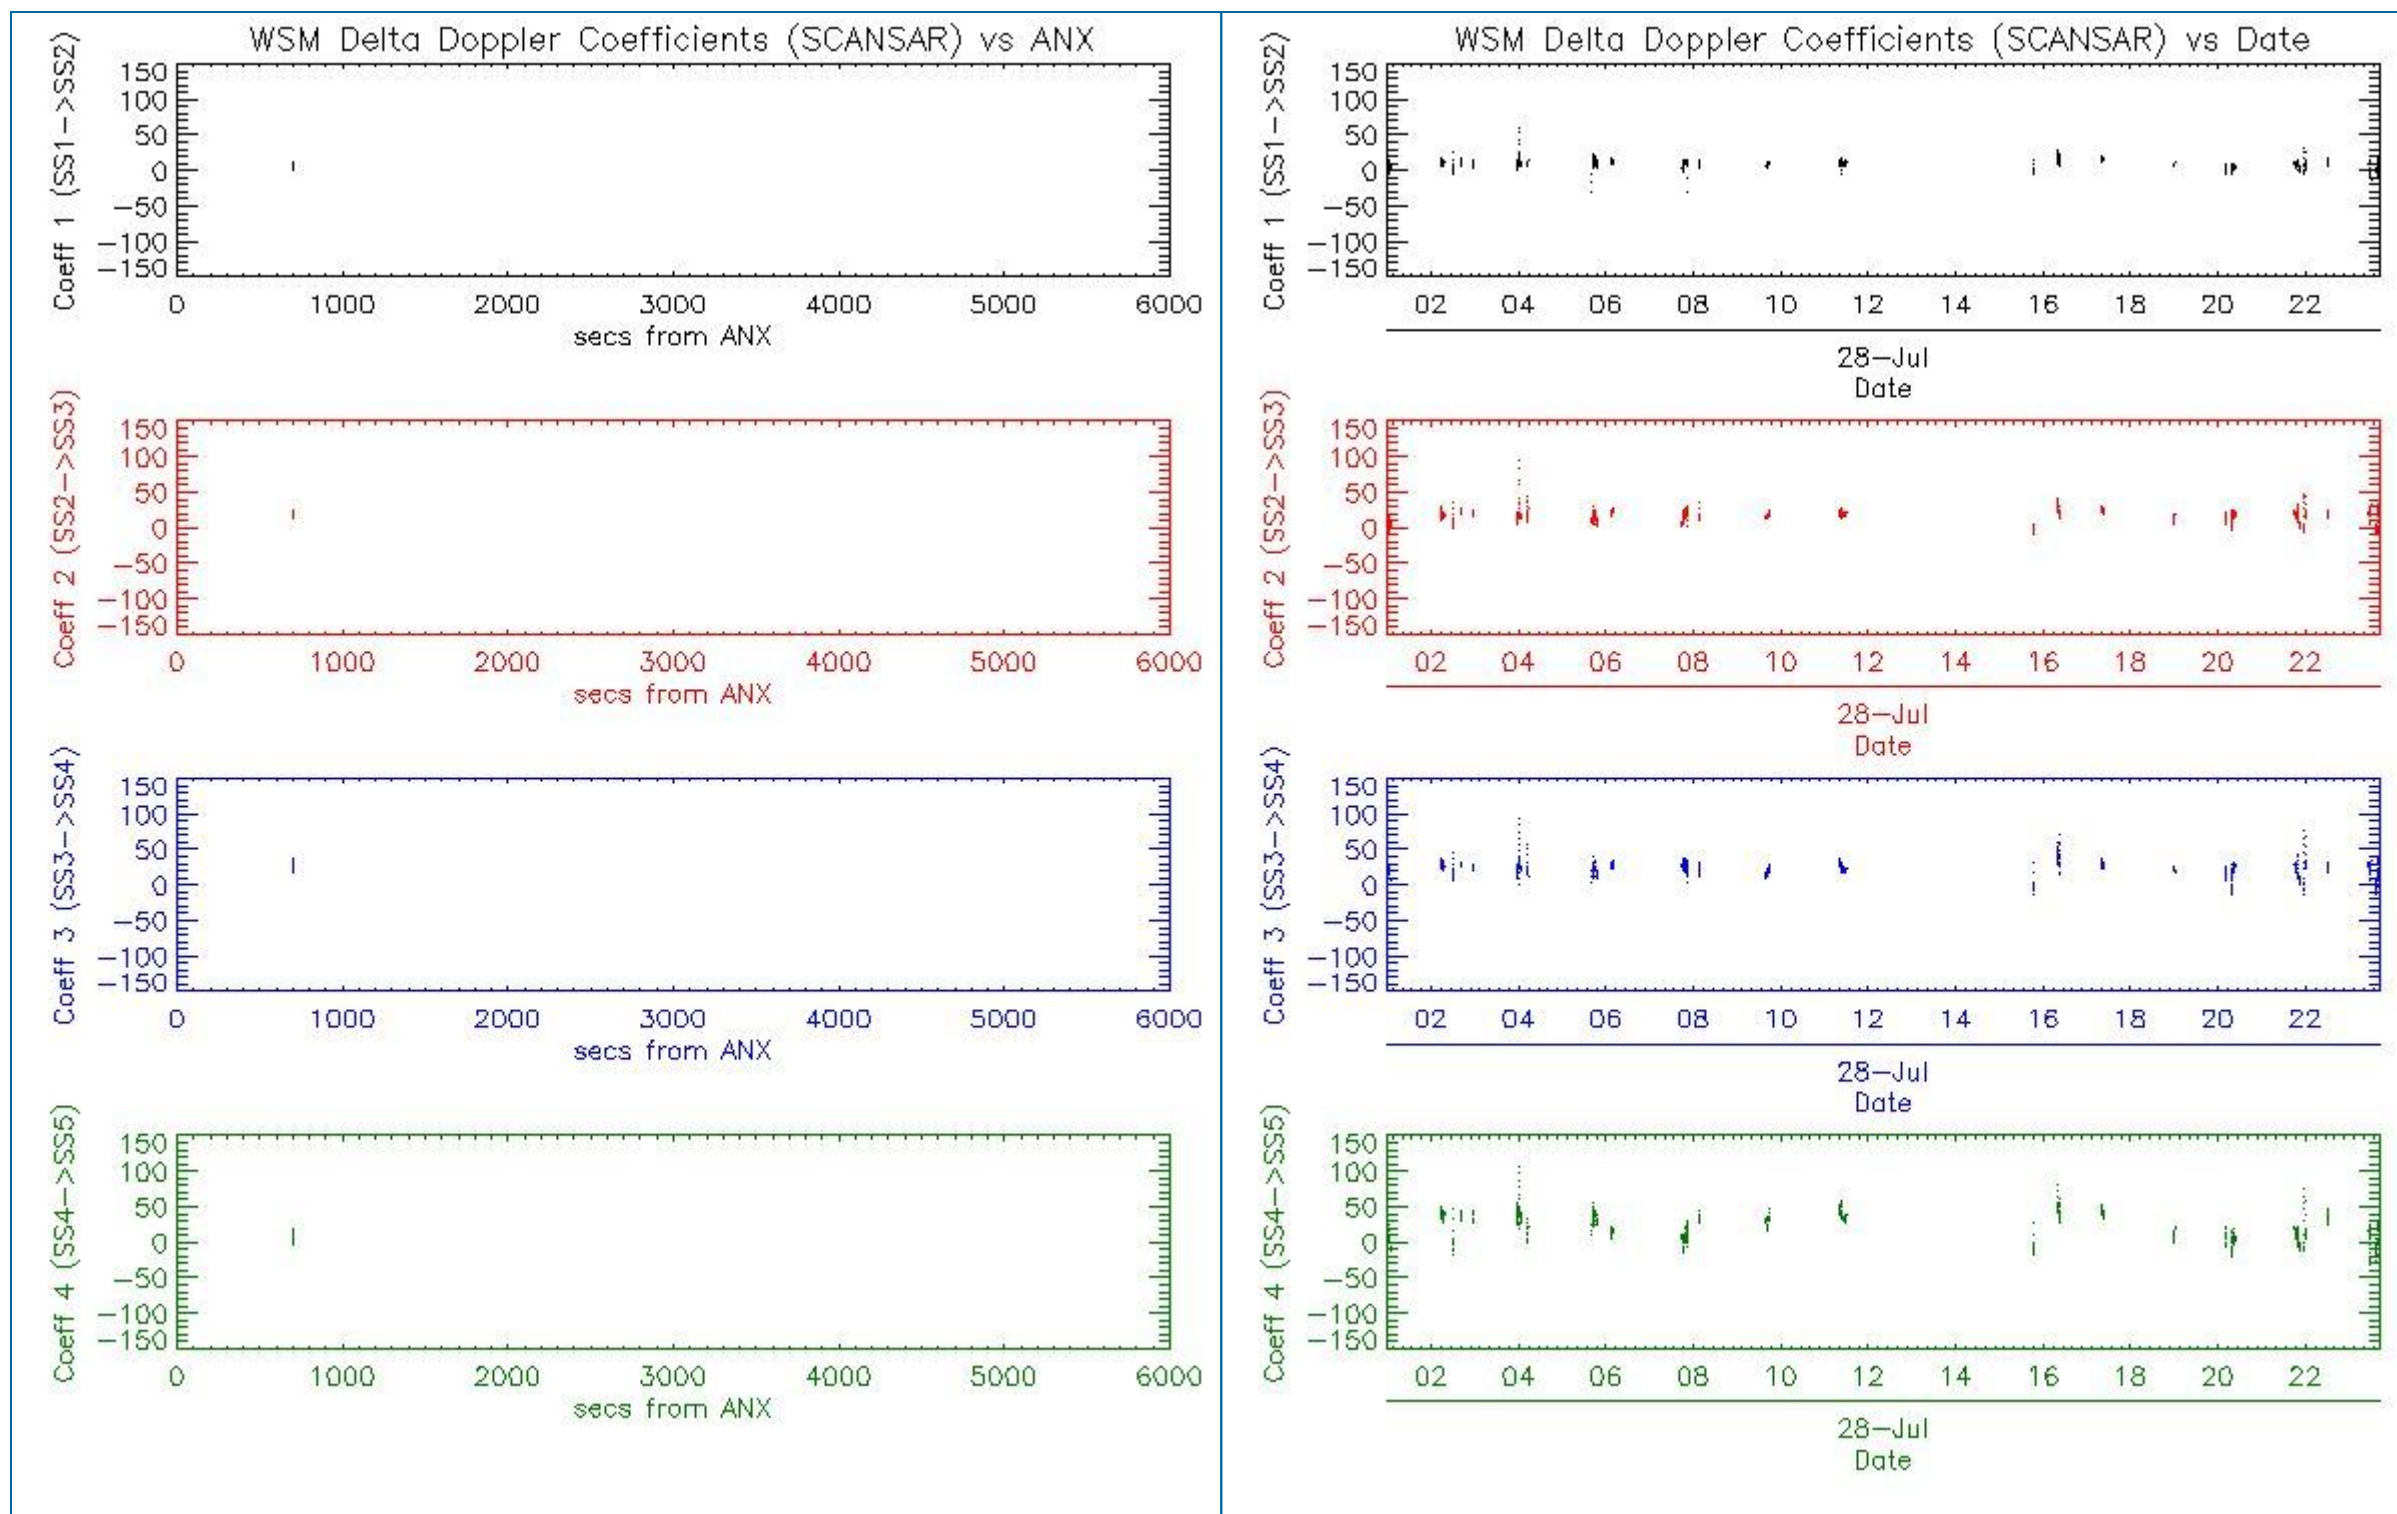 WSM Delta Doppler Coefficients (SCANSAR) vs ANX
Coeff 1 (SS1->SS2)
150
100
50
0
-50
-100
-150
0 1000 2000 3000 4000 5000 6000
secs from ANX
Coeff 2 (SS2->SS3)
150
100
50
0
-50
-100
-150
0 1000 2000 3000 4000 5000 6000
secs from ANX
Coeff 3 (SS3->SS4)
150
100
50
0
-50
-100
-150
0 1000 2000 3000 4000 5000 6000
secs from ANX
Coeff 4 (SS4->SS5)
150
100
50
0
-50
-100
-150
0 1000 2000 3000 4000 5000 6000
secs from ANX
WSM Delta Doppler Coefficients (SCANSAR) vs Date
Coeff 1 (SS1->SS2)
150
100
50
0
-50
-100
-150
02 04 06 08 10 12 14 16 18 20 22
28-Jul
Date
Coeff 2 (SS2->SS3)
150
100
50
0
-50
-100
-150
02 04 06 08 10 12 14 16 18 20 22
28-Jul
Date
Coeff 3 (SS3->SS4)
150
100
50
0
-50
-100
-150
02 04 06 08 10 12 14 16 18 20 22
28-Jul
Date
Coeff 4 (SS4->SS5)
150
100
50
0
-50
-100
-150
02 04 06 08 10 12 14 16 18 20 22
28-Jul
Date